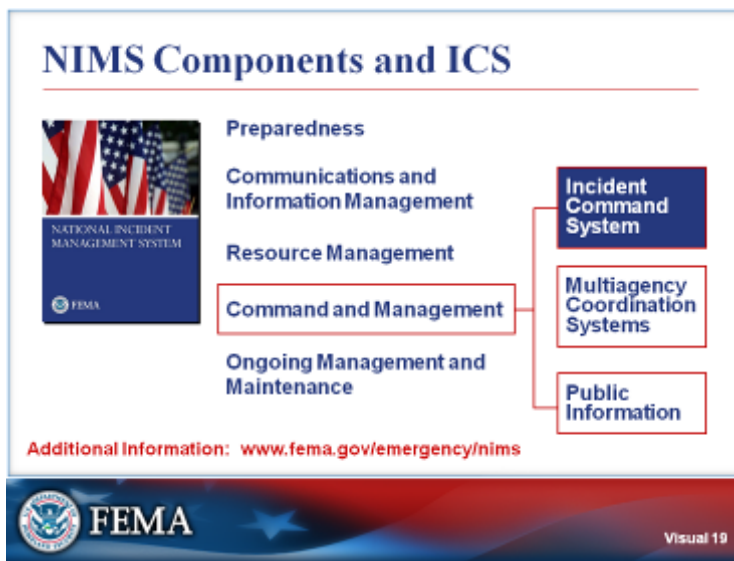 NIMS Components and ICS
NATIONAL INCIDENT
MANAGEMENT SYSTEM
FEMA
Preparedness
Communications and
Information Management
Resource Management
Command and Management
Ongoing Management and
Maintenance
Incident
Command
System
Multiagency
Coordination
Systems
Public
Information
Additional Information: www.fema.gov/emergency/nims
FEMA
Visual 19